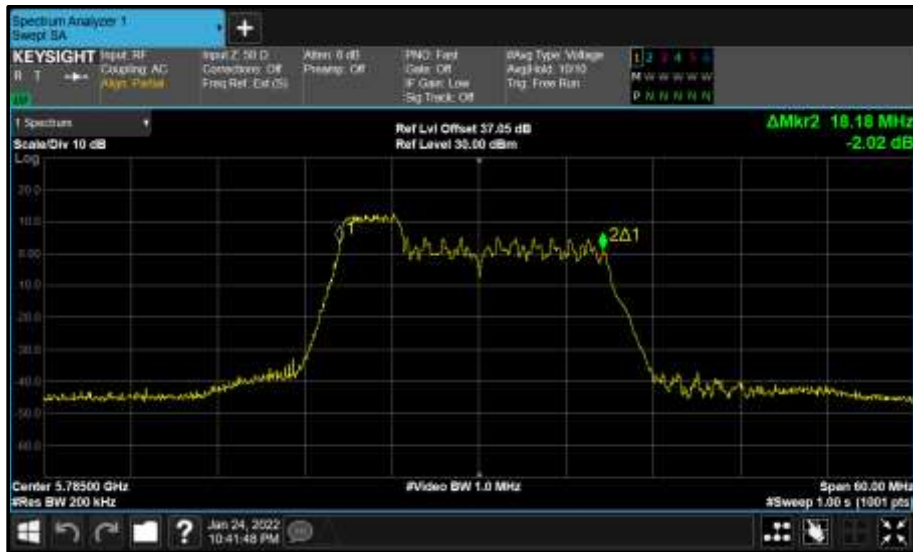 Spectrum Analyzer 1
Swept SA
+
KEYSIGHT
R T
Input: RF
Coupling: AC
Align: Partial
Input Z: 50 Ω
Corrections: Off
Freq Ref: Ext (S)
Atten: 0 dB
Preamp: Off
PNO: Fast
Gate: Off
IF Gain: Low
Sig Track: Off
#Avg Type: Voltage
Avg|Hold: 10/10
Trig: Free Run
1 2 3 4 5 6
M W W W W W
P N N N N N
1 Spectrum
Scale/Div 10 dB
Ref Lvl Offset 37.05 dB
Ref Level 30.00 dBm
ΔMkr2 18.18 MHz
-2.02 dB
Log
20.0
10.0
0.00
-10.0
-20.0
-30.0
-40.0
-50.0
-60.0
1
2Δ1
Center 5.78500 GHz
#Res BW 200 kHz
#Video BW 1.0 MHz
Span 60.00 MHz
#Sweep 1.00 s (1001 pts)
?
Jan 24, 2022
10:41:48 PM